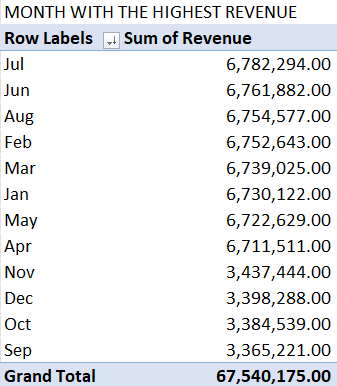 MONTH WITH THE HIGHEST REVENUE
Row Labels Sum of Revenue
Jul 6,782,294.00
Jun 6,761,882.00
Aug 6,754,577.00
Feb 6,752,643.00
Mar 6,739,025.00
Jan 6,730,122.00
May 6,722,629.00
Apr 6,711,511.00
Nov 3,437,444.00
Dec 3,398,288.00
Oct 3,384,539.00
Sep 3,365,221.00
Grand Total 67,540,175.00